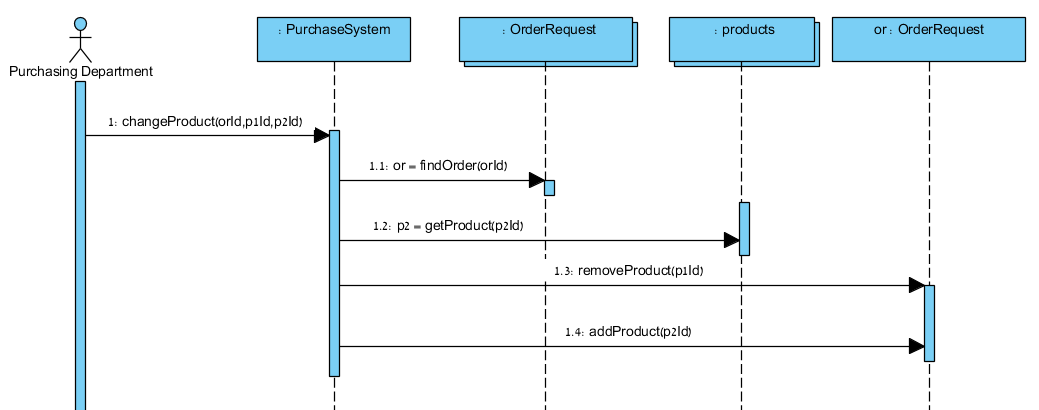 : PurchaseSystem
: OrderRequest
: products
or : OrderRequest
Purchasing Department
1: changeProduct(orId,p1Id,p2Id)
1.1: or = findOrder(orId)
1.2: p2 = getProduct(p2Id)
1.3: removeProduct(p1Id)
1.4: addProduct(p2Id)